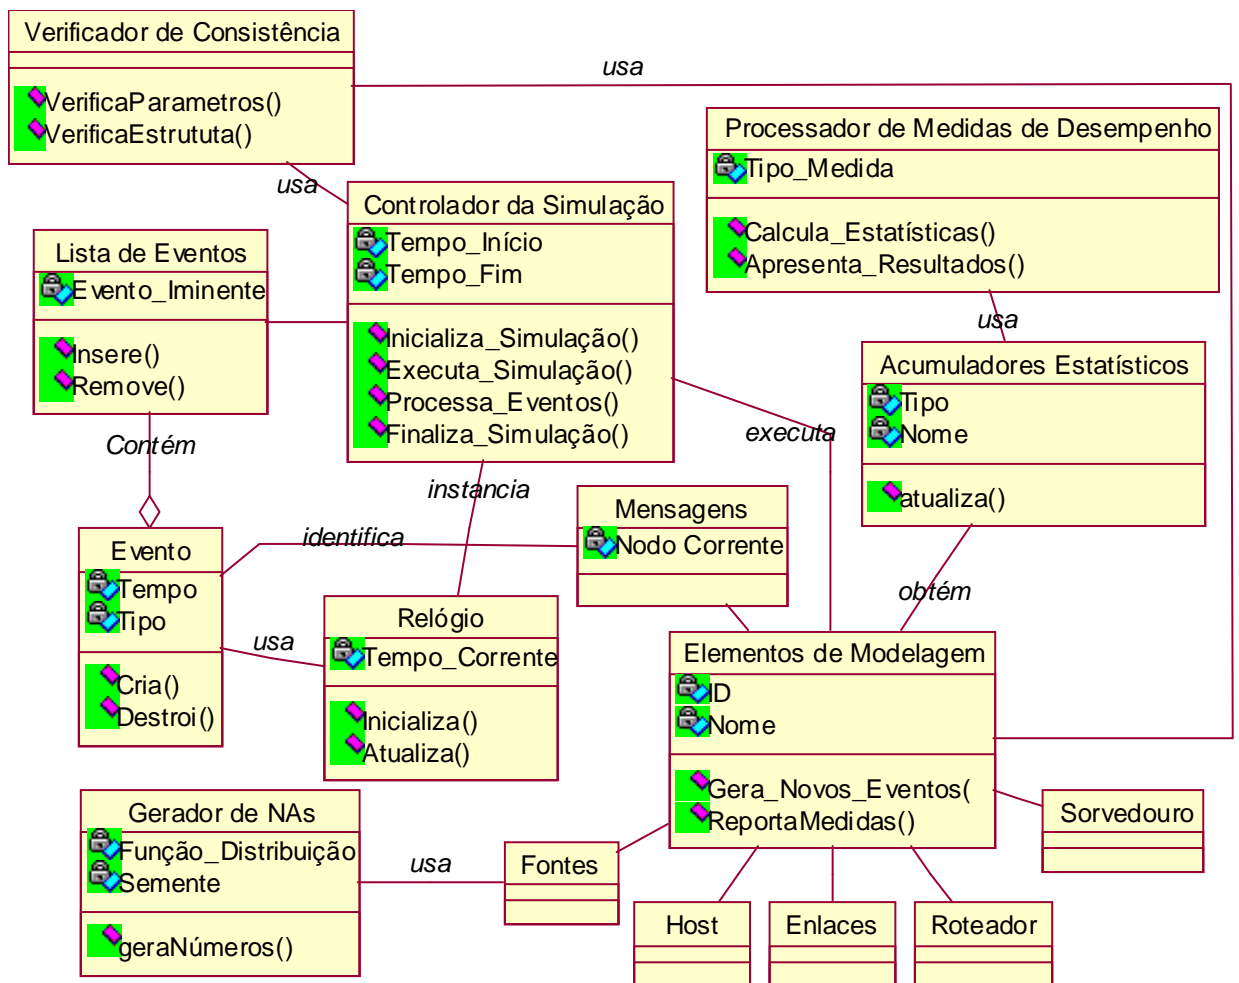 Verificador de Consistência
VerificaParametros()
VerificaEstrututa()
usa
usa
Processador de Medidas de Desempenho
Tipo_Medida
Calcula_Estatísticas()
Apresenta_Resultados()
usa
Controlador da Simulação
Tempo_Início
Tempo_Fim
Inicializa_Simulação()
Executa_Simulação()
Processa_Eventos()
Finaliza_Simulação()
Lista de Eventos
Evento_Iminente
Insere()
Remove()
Contém
Acumuladores Estatísticos
Tipo
Nome
atualiza()
executa
instancia
identifica
obtém
Mensagens
Nodo Corrente
Evento
Tempo
Tipo
Cria()
Destroi()
usa
Relógio
Tempo_Corrente
Inicializa()
Atualiza()
Elementos de Modelagem
ID
Nome
Gera_Novos_Eventos(
ReportaMedidas()
Gerador de NAs
Função_Distribuição
Semente
geraNúmeros()
usa
Fontes
Sorvedouro
Host
Enlaces
Roteador